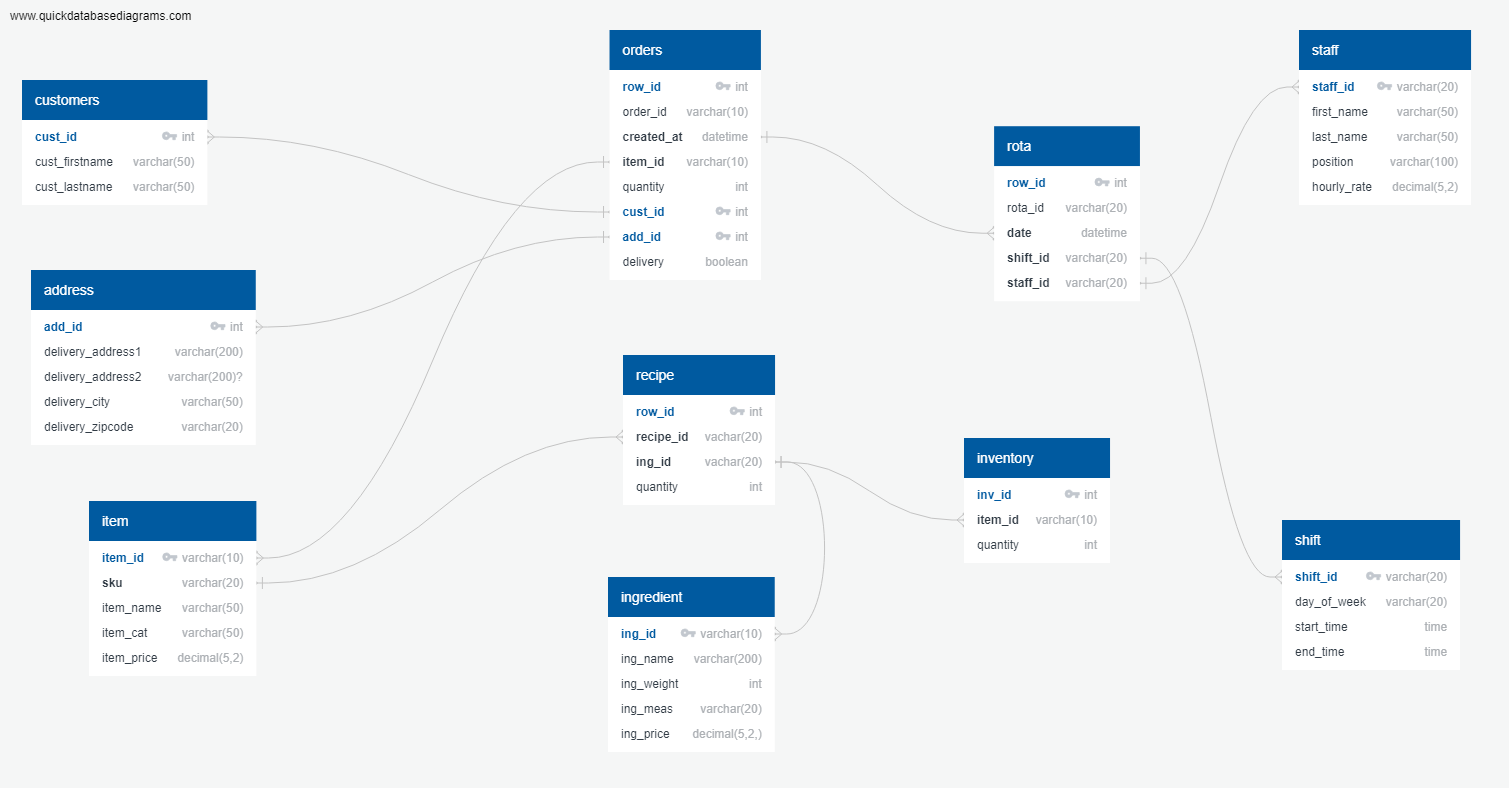 www.quickdatabasediagrams.com
customers
cust_id int
cust_firstname varchar(50)
cust_lastname varchar(50)
address
add_id int
delivery_address1 varchar(200)
delivery_address2 varchar(200)?
delivery_city varchar(50)
delivery_zipcode varchar(20)
item
item_id varchar(10)
sku varchar(20)
item_name varchar(50)
item_cat varchar(50)
item_price decimal(5,2)
orders
row_id int
order_id varchar(10)
created_at datetime
item_id varchar(10)
quantity int
cust_id int
add_id int
delivery boolean
recipe
row_id int
recipe_id vachar(20)
ing_id vachar(20)
quantity int
ingredient
ing_id varchar(10)
ing_name varchar(200)
ing_weight int
ing_meas varchar(20)
ing_price decimal(5,2,)
rota
row_id int
rota_id varchar(20)
date datetime
shift_id varchar(20)
staff_id varchar(20)
inventory
inv_id int
item_id varchar(10)
quantity int
staff
staff_id varchar(20)
first_name varchar(50)
last_name varchar(50)
position varchar(100)
hourly_rate decimal(5,2)
shift
shift_id varchar(20)
day_of_week varchar(20)
start_time time
end_time time